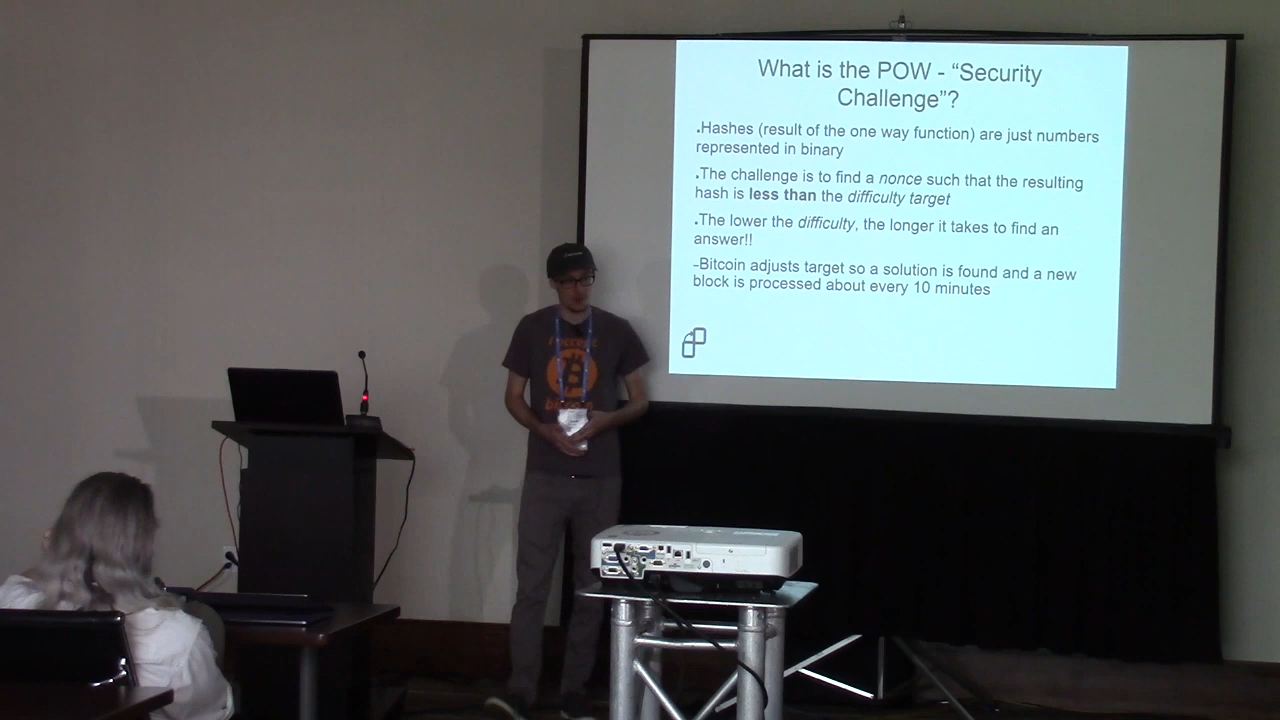 What is the POW - “Security
Challenge”?
.Hashes (result of the one way function) are just numbers
represented in binary
.The challenge is to find a nonce such that the resulting
hash is less than the difficulty target
.The lower the difficulty, the longer it takes to find an
answer!!
–Bitcoin adjusts target so a solution is found and a new
block is processed about every 10 minutes
bitcoin